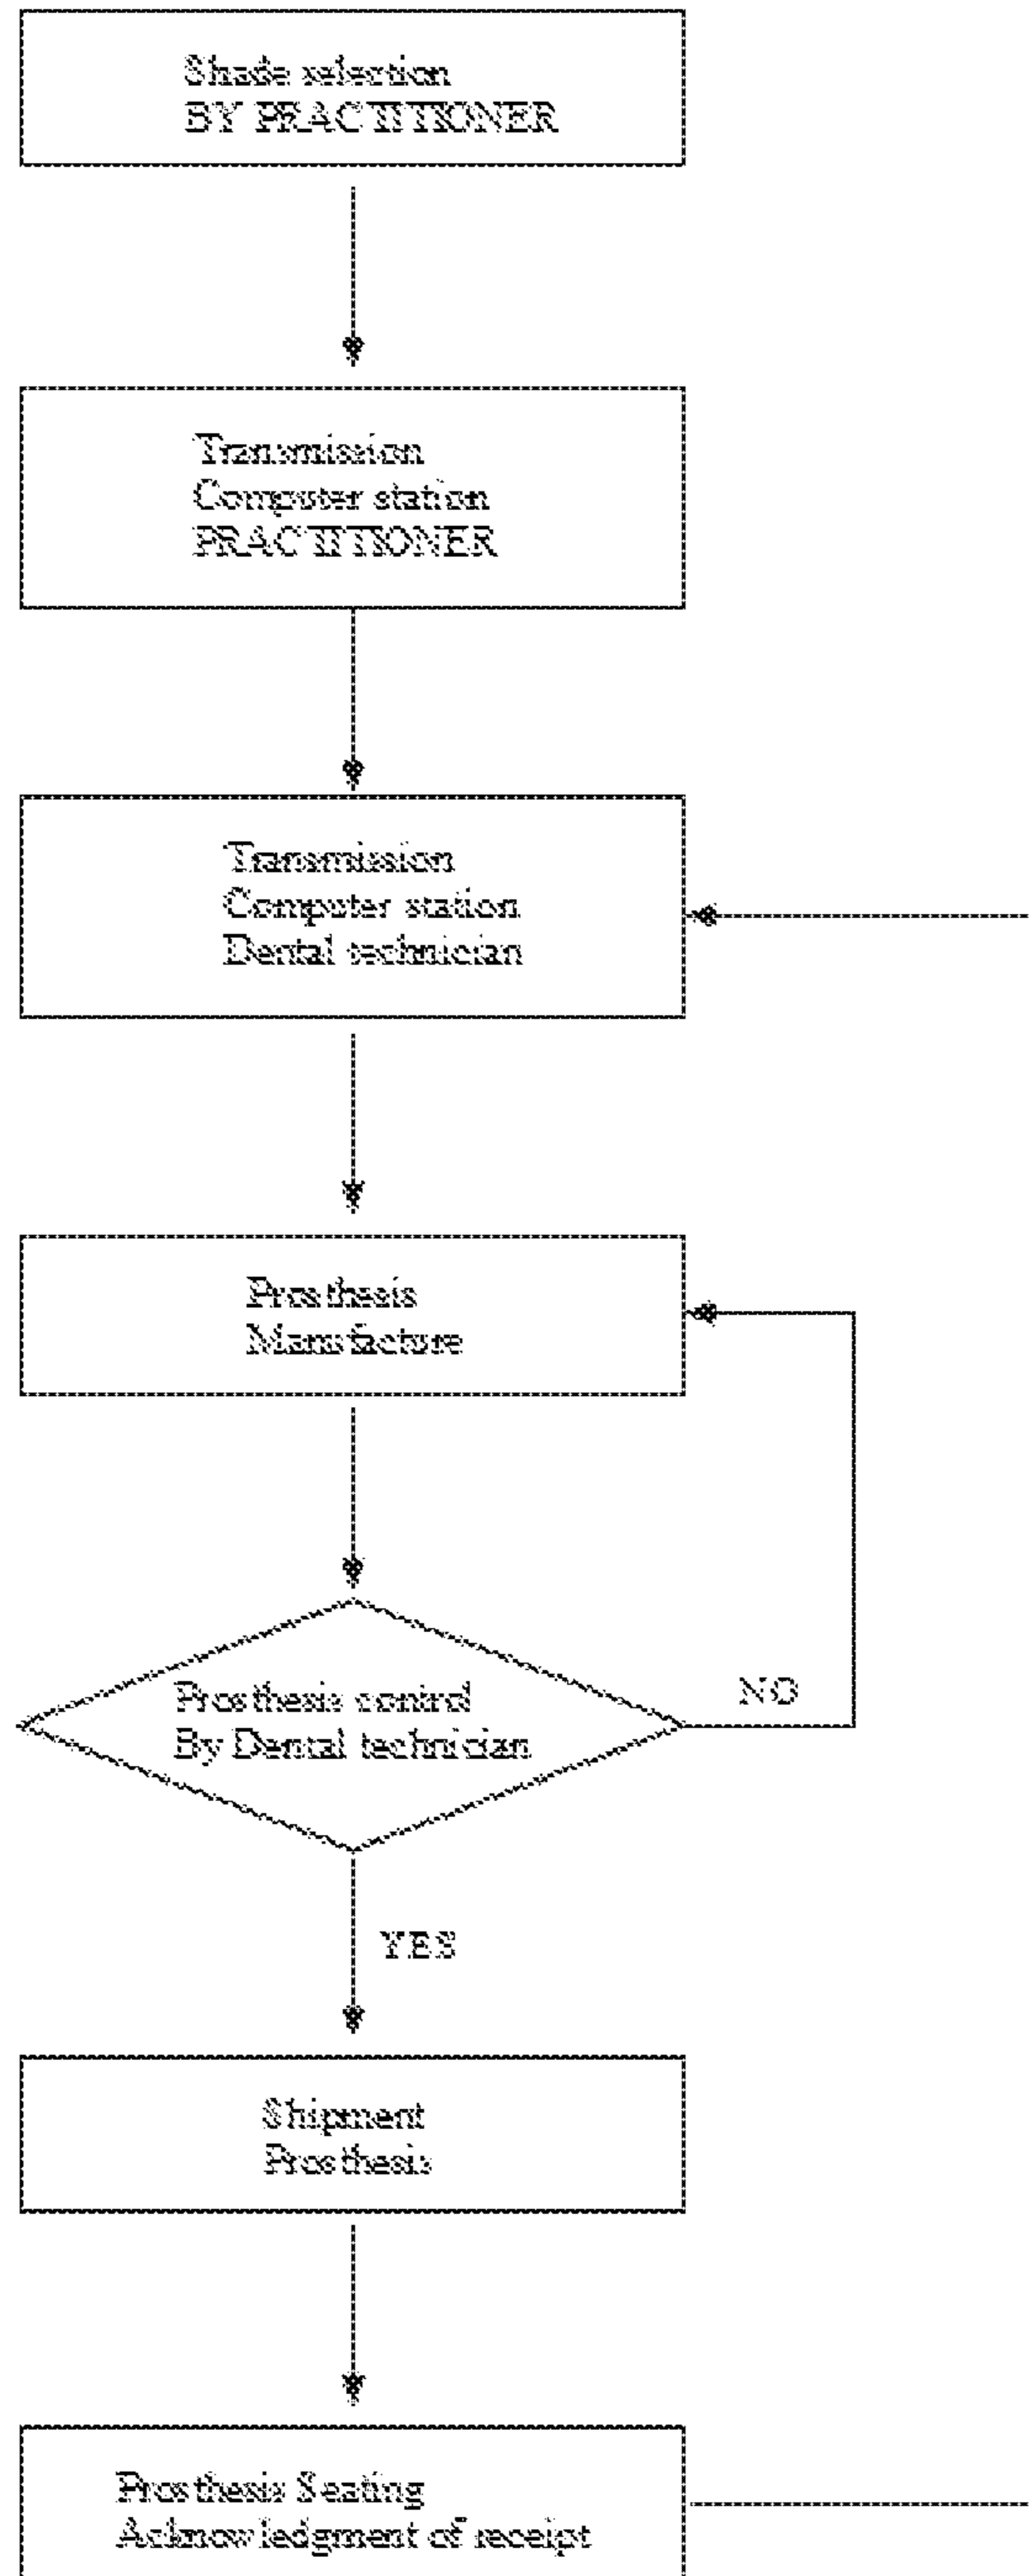 Shade selection
BY PRACTITIONER
Transmission
Computer station
PRACTITIONER
Transmission
Computer station
Dental technician
Prosthesis
Manufacture
Prosthesis control
By Dental technician
NO
YES
Shipment
Prosthesis
Prosthesis Seating
Acknowledgment of receipt